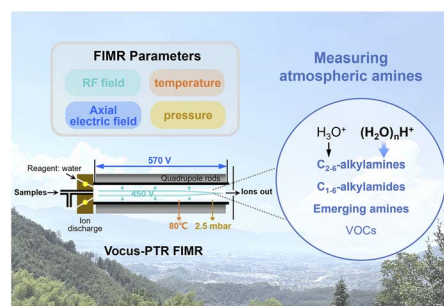 FIMR Parameters
RF field
temperature
Axial
electric field
pressure
Measuring
atmospheric amines
H₃O⁺
(H₂O)ₙH⁺
C₂₋₆-alkylamines
C₁₋₆-alkylamides
Emerging amines
VOCs
570 V
Reagent: water
Quadrupole rods
Samples
450 V
Ions out
Ion
discharge
80℃
2.5 mbar
Vocus-PTR FIMR